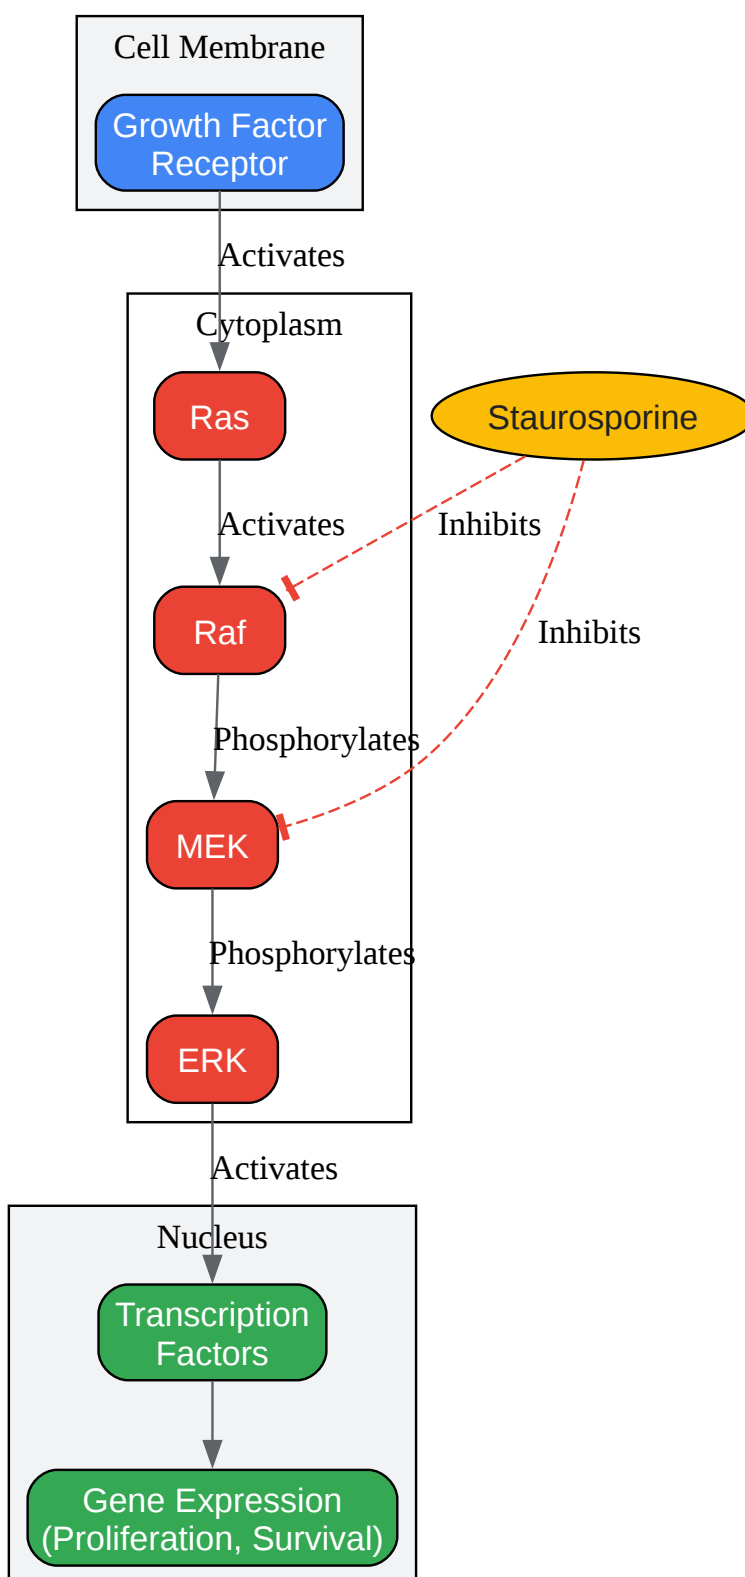 Cell Membrane
Growth Factor
Receptor
Activates
Cytoplasm
Ras
Staurosporine
Activates
Inhibits
Raf
Inhibits
Phosphorylates
MEK
Phosphorylates
ERK
Activates
Nucleus
Transcription
Factors
Gene Expression
(Proliferation, Survival)